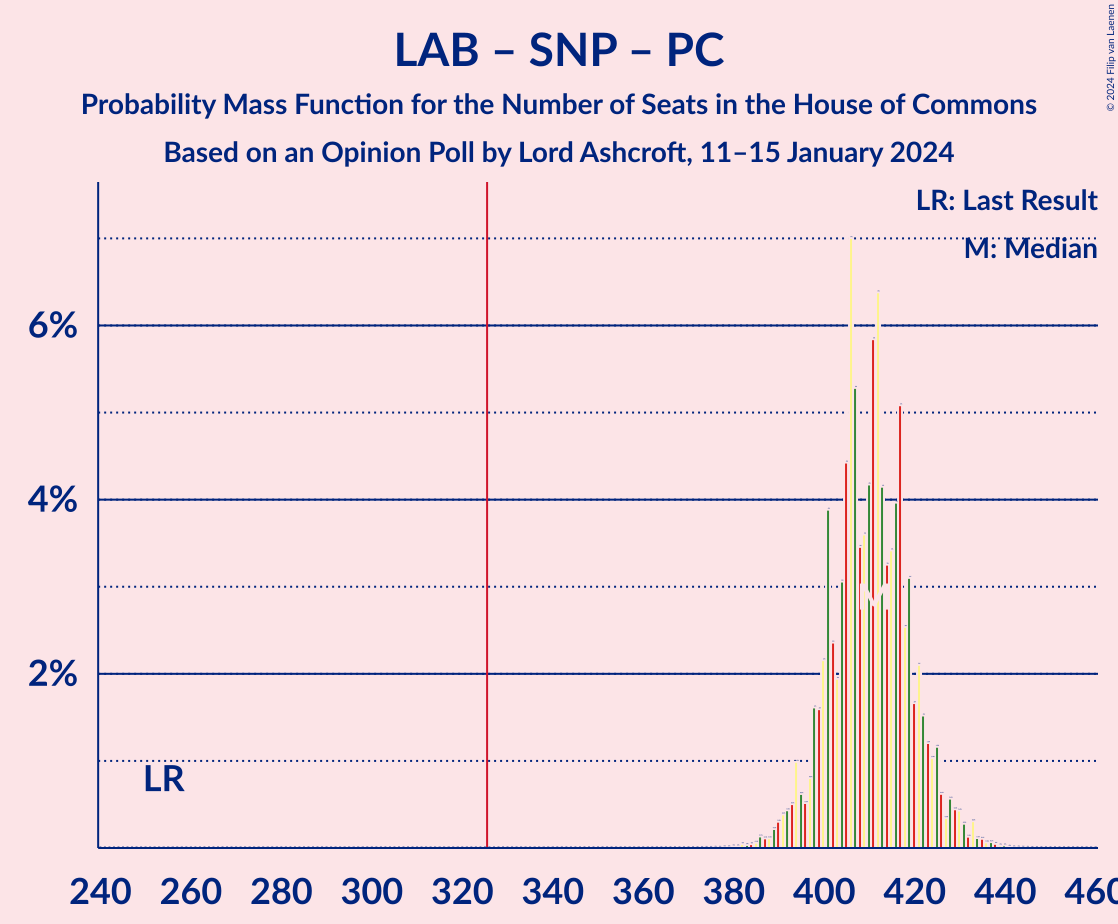 LAB – SNP – PC
Probability Mass Function for the Number of Seats in the House of Commons
Based on an Opinion Poll by Lord Ashcroft, 11–15 January 2024
© 2024 Filip van Laenen
LR: Last Result
M: Median
6%
4%
2%
LR
M
240 260 280 300 320 340 360 380 400 420 440 460